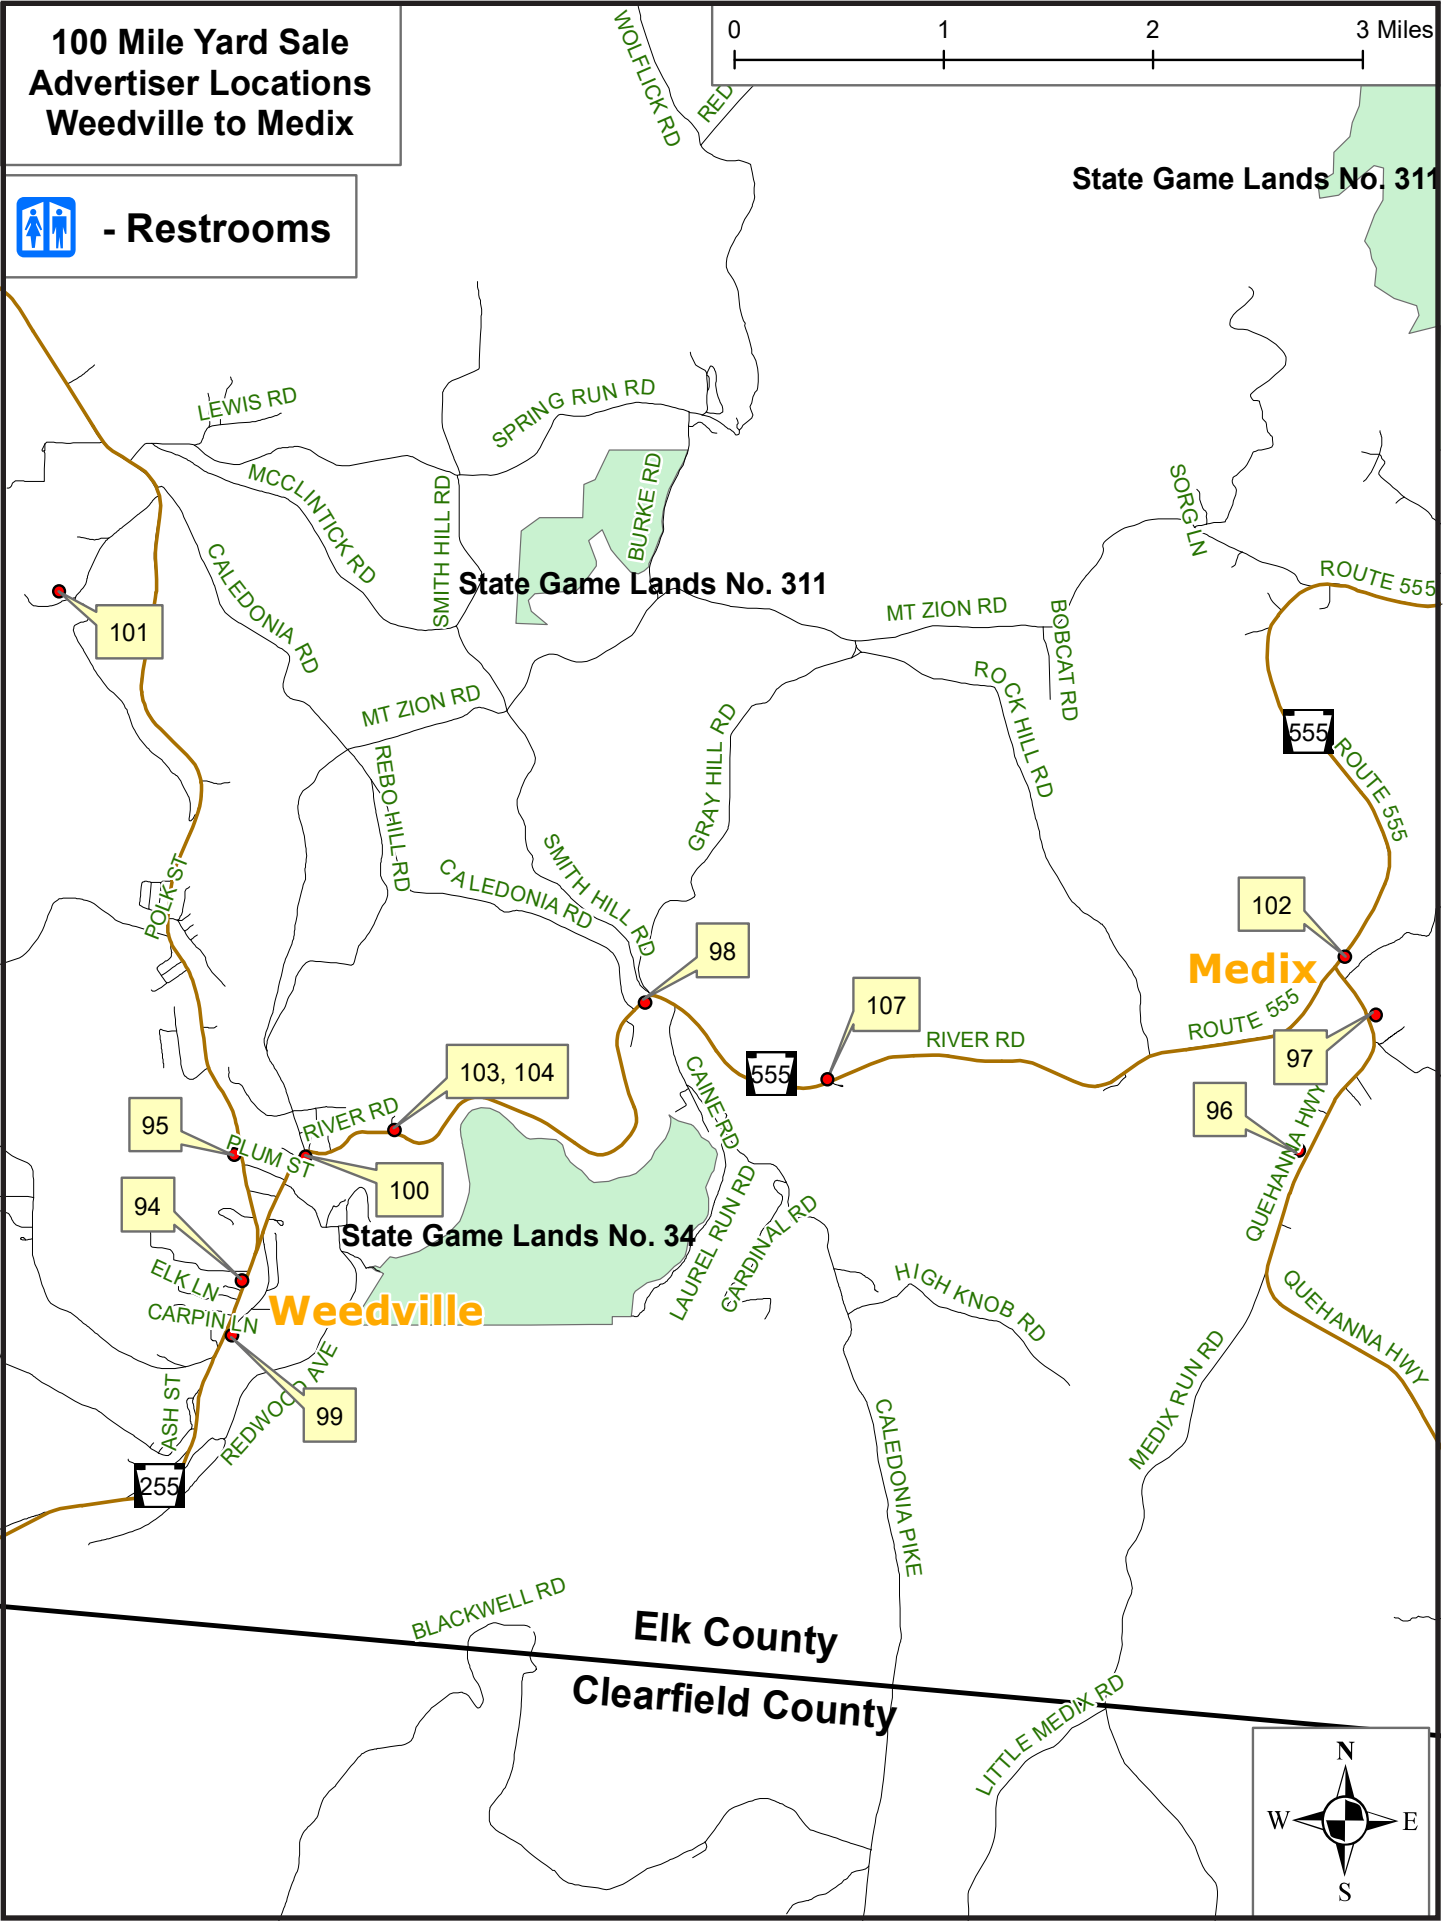 100 Mile Yard Sale
Advertiser Locations
Weedville to Medix
0 1 2 3 Miles
- Restrooms
WOLFLICK RD
RED
State Game Lands No. 311
LEWIS RD
SPRING RUN RD
MCCLINTICK RD
SMITH HILL RD
BURKE RD
SORG LN
CALEDONIA RD
State Game Lands No. 311
ROUTE 555
101
MT ZION RD
BOBCAT RD
MT ZION RD
ROCK HILL RD
GRAY HILL RD
555
ROUTE 555
REBO HILL RD
POLK ST
CALEDONIA RD
SMITH HILL RD
98
102
Medix
107
ROUTE 555
RIVER RD
97
555
103, 104
CAINE RD
95
RIVER RD
PLUM ST
96
QUEHANNA HWY
100
94
State Game Lands No. 34
LAUREL RUN RD
CARDINAL RD
ELK LN
HIGH KNOB RD
QUEHANNA HWY
CARPIN LN
Weedville
MEDIX RUN RD
ASH ST
REDWOOD AVE
99
CALEDONIA PIKE
255
BLACKWELL RD
Elk County
Clearfield County
LITTLE MEDIX RD
N
W E
S